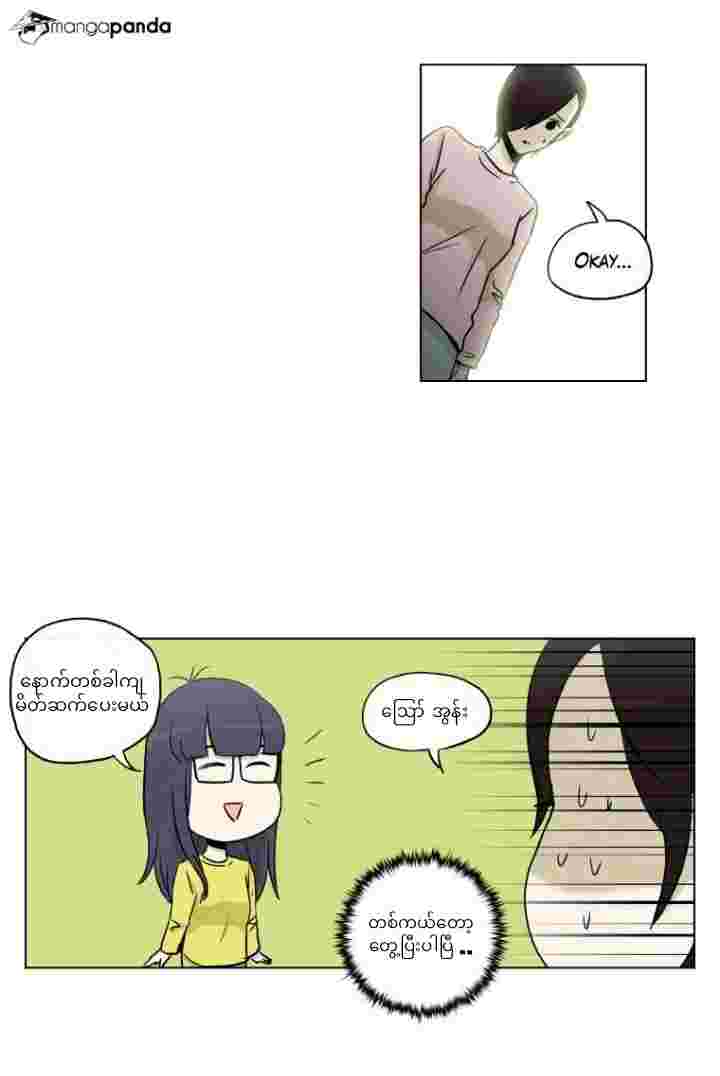 mangapanda
OKAY...
နောက်တစ်ခါကျ
မိတ်ဆက်ပေးမယ်
ဪ အွန်း
တစ်ကယ်တော့
တွေ့ပြီးပါပြီ ..